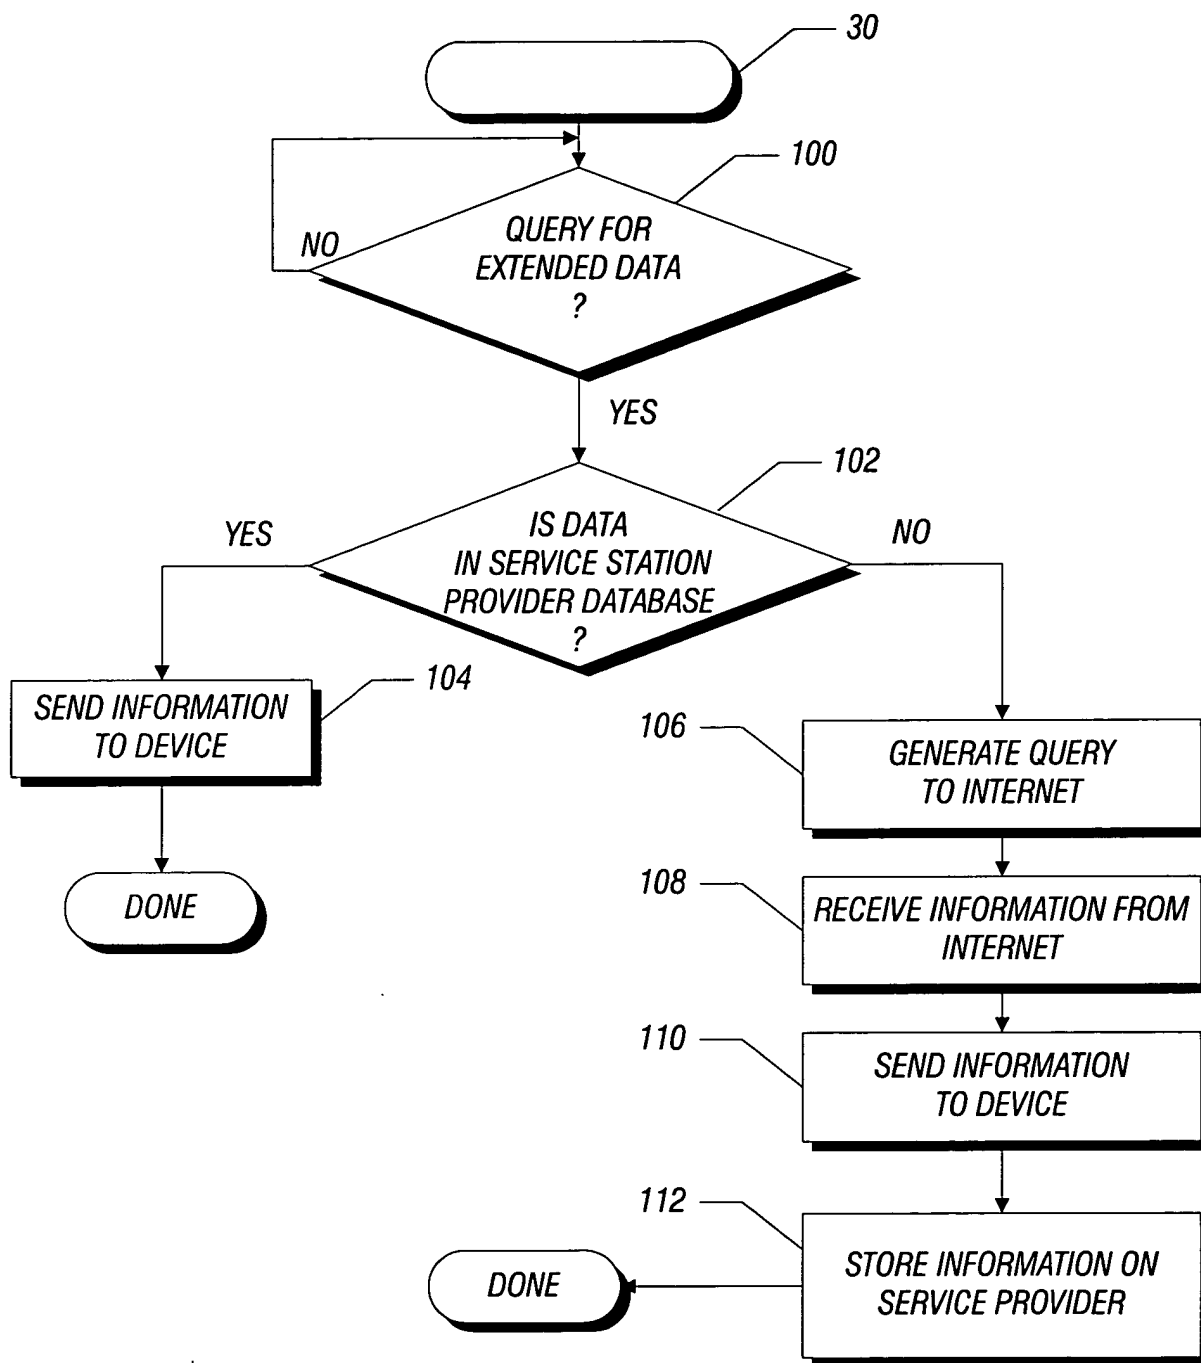 30
100
NO
QUERY FOR
EXTENDED DATA
?
YES
102
YES
IS DATA
IN SERVICE STATION
PROVIDER DATABASE
?
NO
104
SEND INFORMATION
TO DEVICE
DONE
106
GENERATE QUERY
TO INTERNET
108
RECEIVE INFORMATION FROM
INTERNET
110
SEND INFORMATION
TO DEVICE
112
STORE INFORMATION ON
SERVICE PROVIDER
DONE